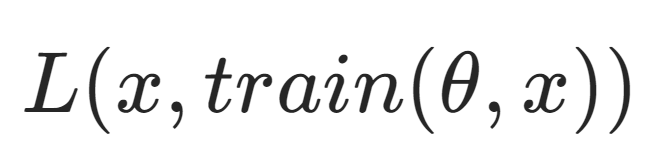 L(x, train(θ, x))